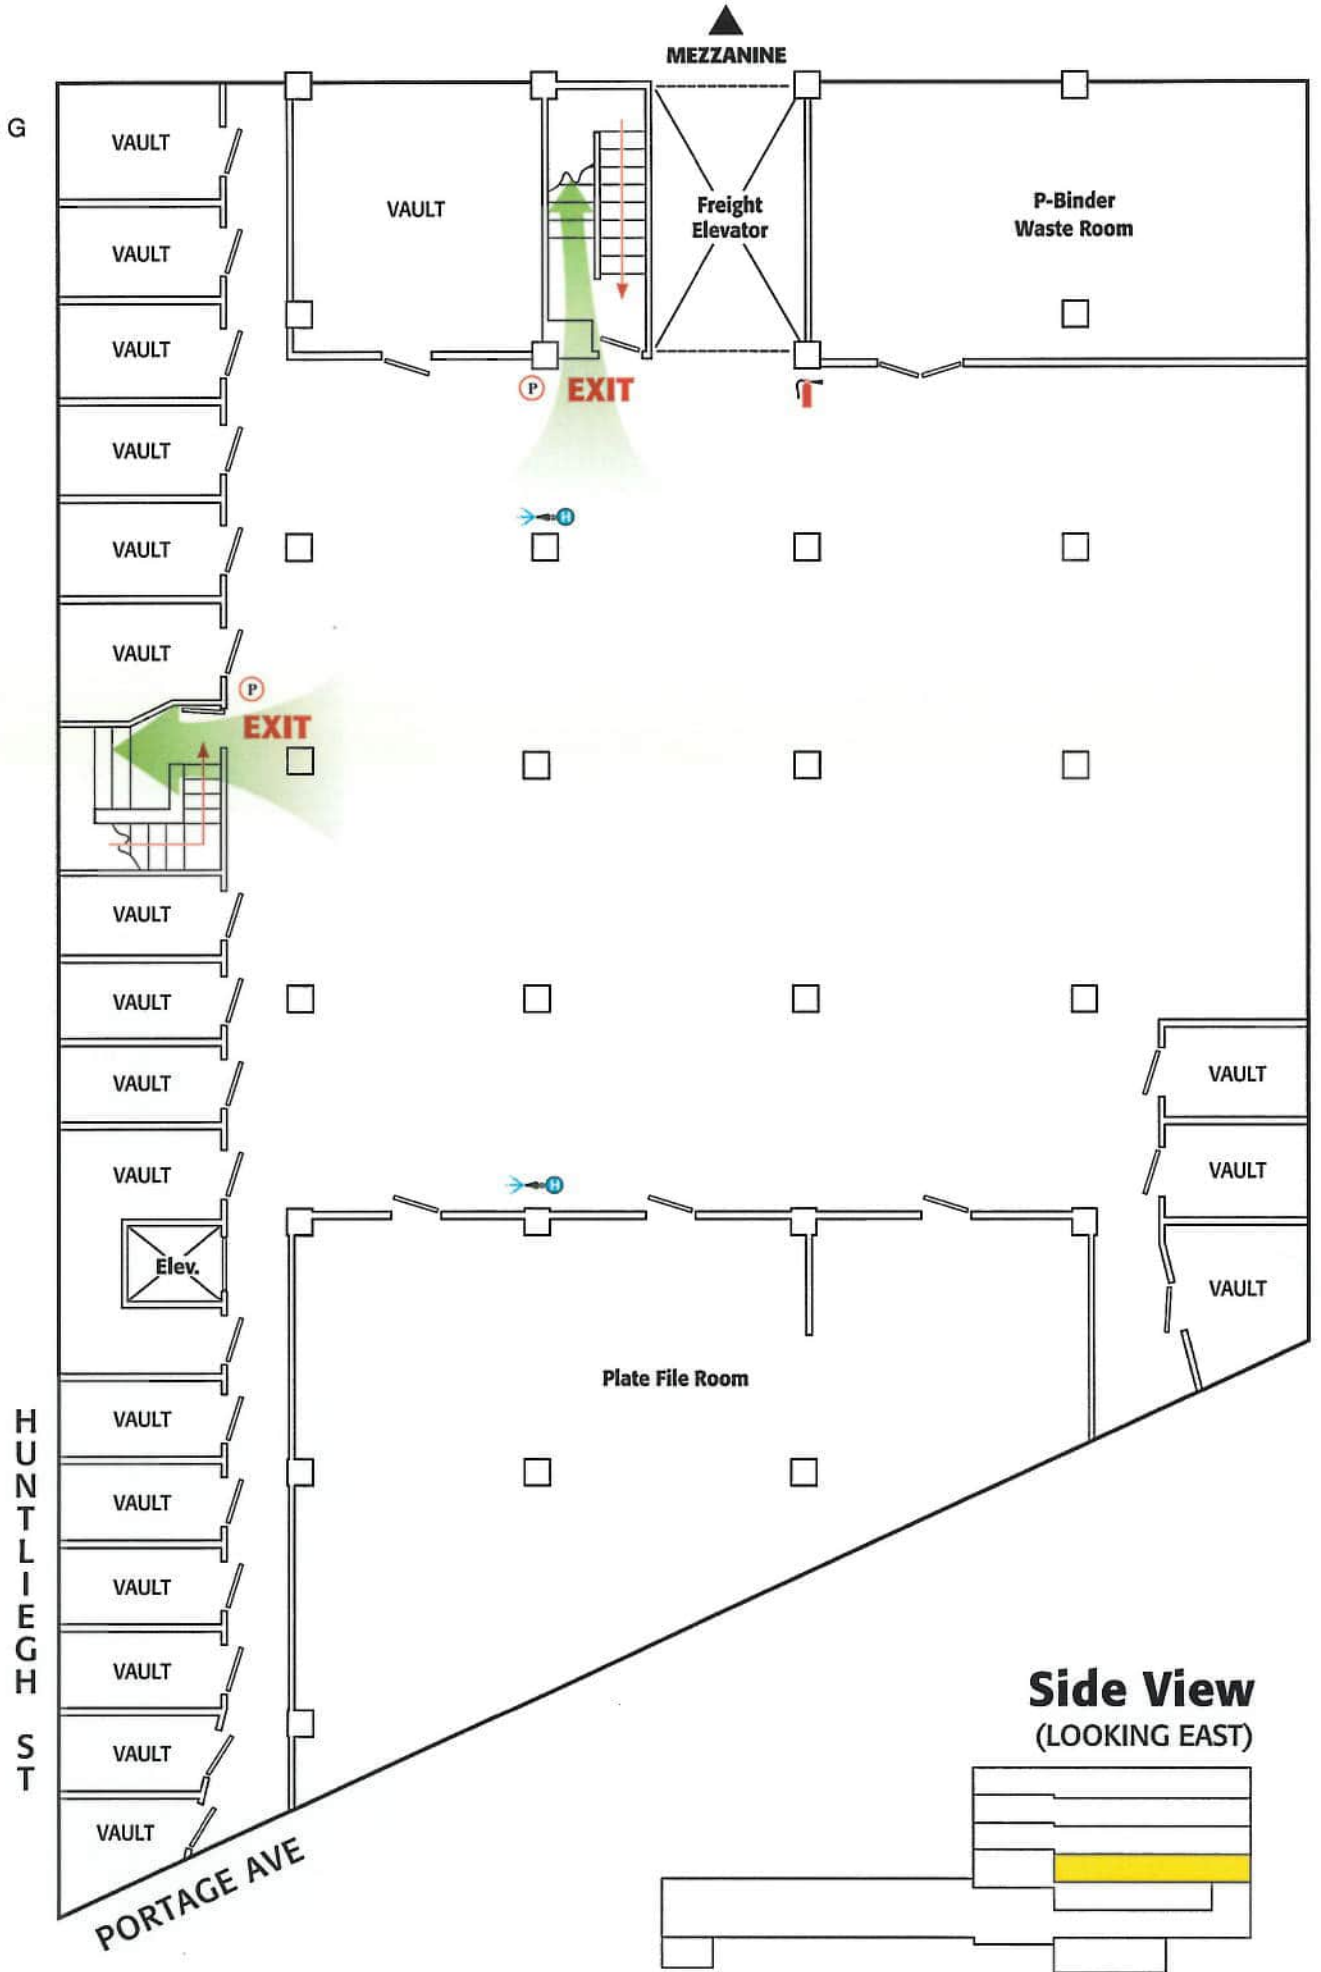 MEZZANINE
G
VAULT
VAULT
Freight
Elevator
P-Binder
Waste Room
VAULT
VAULT
P EXIT
VAULT
H
VAULT
VAULT
P
EXIT
VAULT
VAULT
VAULT
VAULT
VAULT
VAULT
H
Elev.
VAULT
Plate File Room
VAULT
VAULT
VAULT
VAULT
VAULT
VAULT
HUNTLIEGH ST
PORTAGE AVE
Side View
(LOOKING EAST)